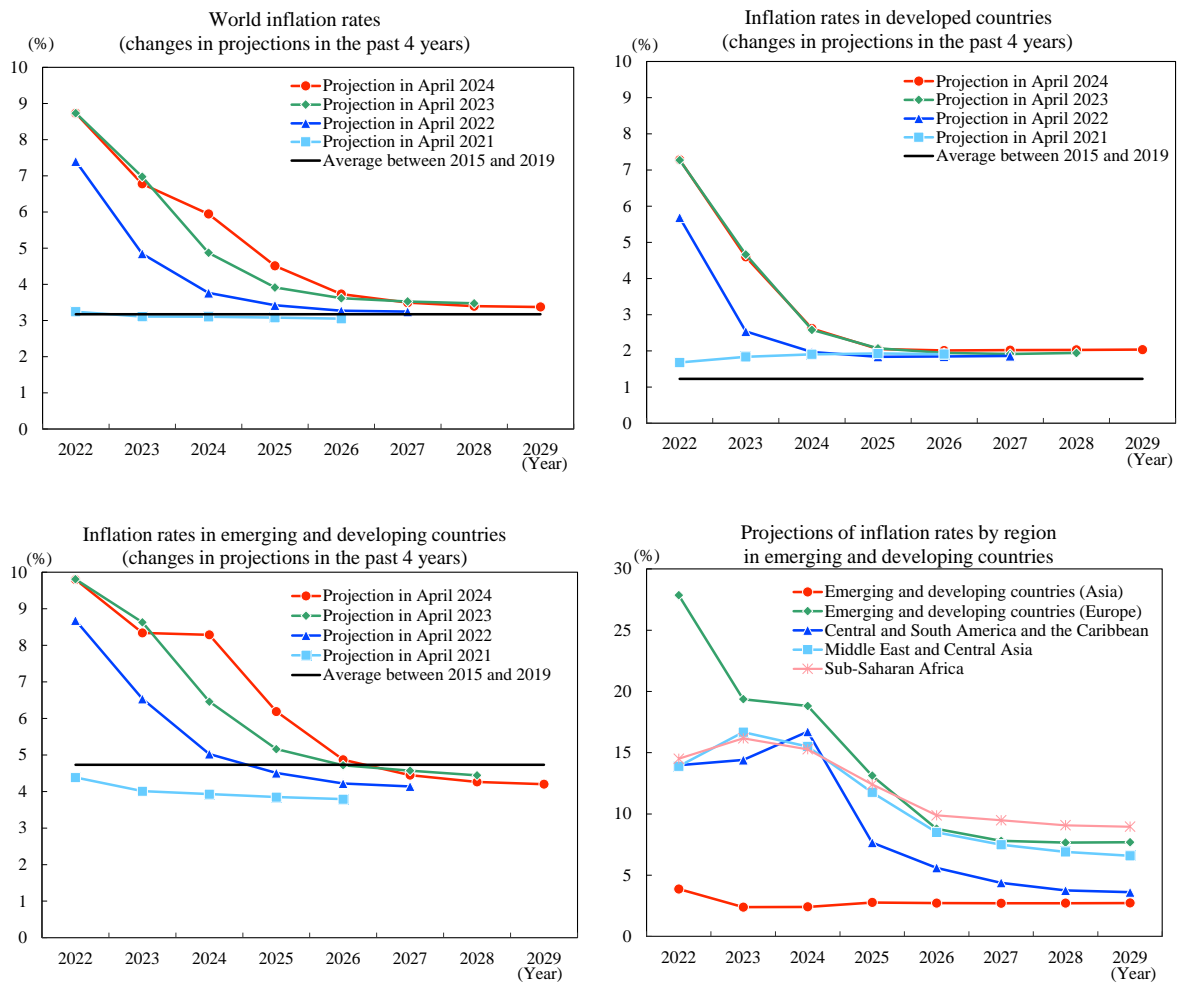 World inflation rates
(changes in projections in the past 4 years)
(%)
10
9
8
7
6
5
4
3
2
1
0
Projection in April 2024
Projection in April 2023
Projection in April 2022
Projection in April 2021
Average between 2015 and 2019
2022 2023 2024 2025 2026 2027 2028 2029
(Year)
Inflation rates in developed countries
(changes in projections in the past 4 years)
(%)
10
9
8
7
6
5
4
3
2
1
0
Projection in April 2024
Projection in April 2023
Projection in April 2022
Projection in April 2021
Average between 2015 and 2019
2022 2023 2024 2025 2026 2027 2028 2029
(Year)
Inflation rates in emerging and developing countries
(changes in projections in the past 4 years)
(%)
10
9
8
7
6
5
4
3
2
1
0
Projection in April 2024
Projection in April 2023
Projection in April 2022
Projection in April 2021
Average between 2015 and 2019
2022 2023 2024 2025 2026 2027 2028 2029
(Year)
Projections of inflation rates by region
in emerging and developing countries
(%)
30
25
20
15
10
5
0
Emerging and developing countries (Asia)
Emerging and developing countries (Europe)
Central and South America and the Caribbean
Middle East and Central Asia
Sub-Saharan Africa
2022 2023 2024 2025 2026 2027 2028 2029
(Year)